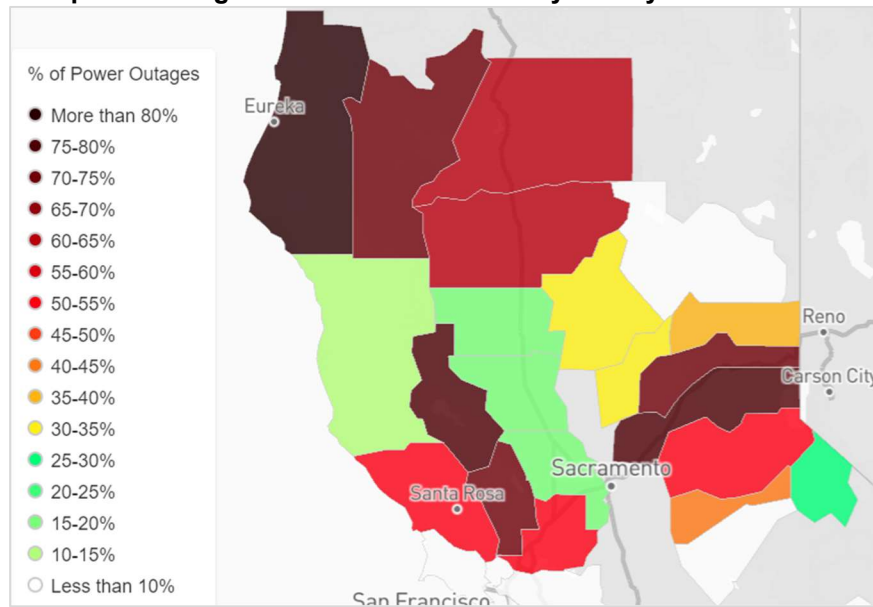 % of Power Outages
More than 80%
75-80%
70-75%
65-70%
60-65%
55-60%
50-55%
45-50%
40-45%
35-40%
30-35%
25-30%
20-25%
15-20%
10-15%
Less than 10%
Eureka
Reno
Carson City
Sacramento
Santa Rosa
San Francisco